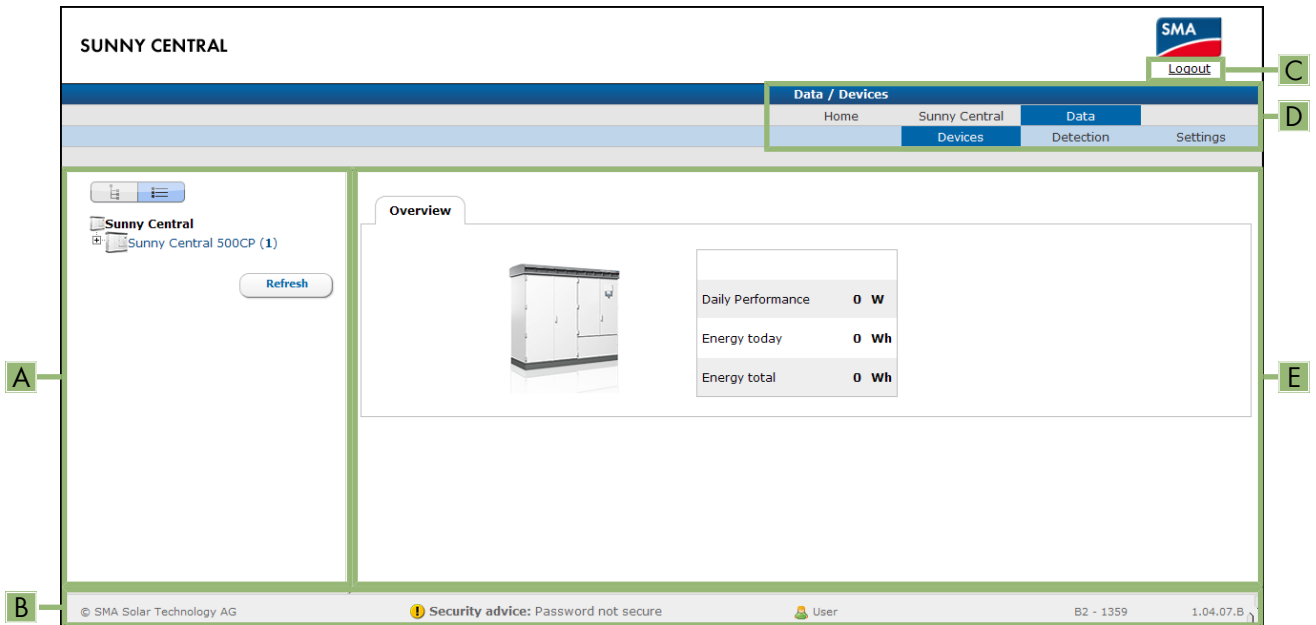 SUNNY CENTRAL
SMA
Logout
C
Data / Devices
Home Sunny Central Data
D
Devices Detection Settings
Overview
Sunny Central
Sunny Central 500CP (1)
Refresh
Daily Performance 0 W
Energy today 0 Wh
Energy total 0 Wh
A
E
B
© SMA Solar Technology AG Security advice: Password not secure User B2 - 1359 1.04.07.B